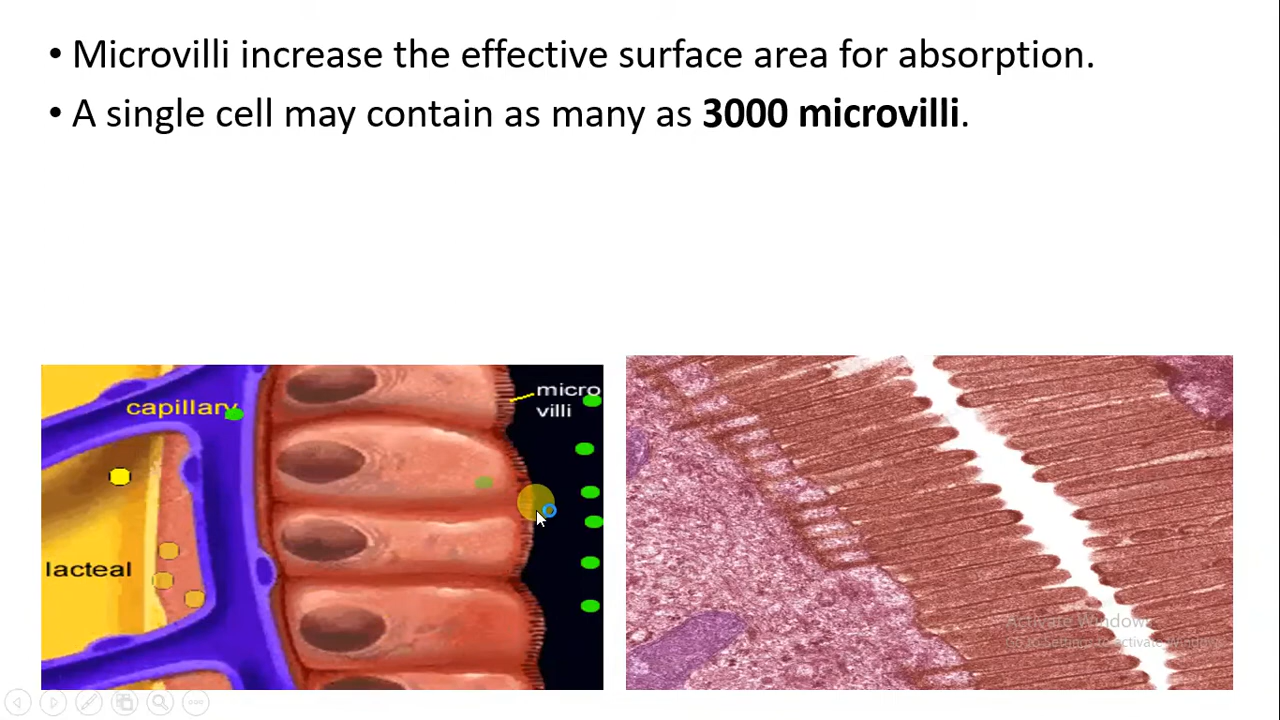 • Microvilli increase the effective surface area for absorption.
• A single cell may contain as many as 3000 microvilli.
capillary
micro
villi
lacteal
Activate Windows